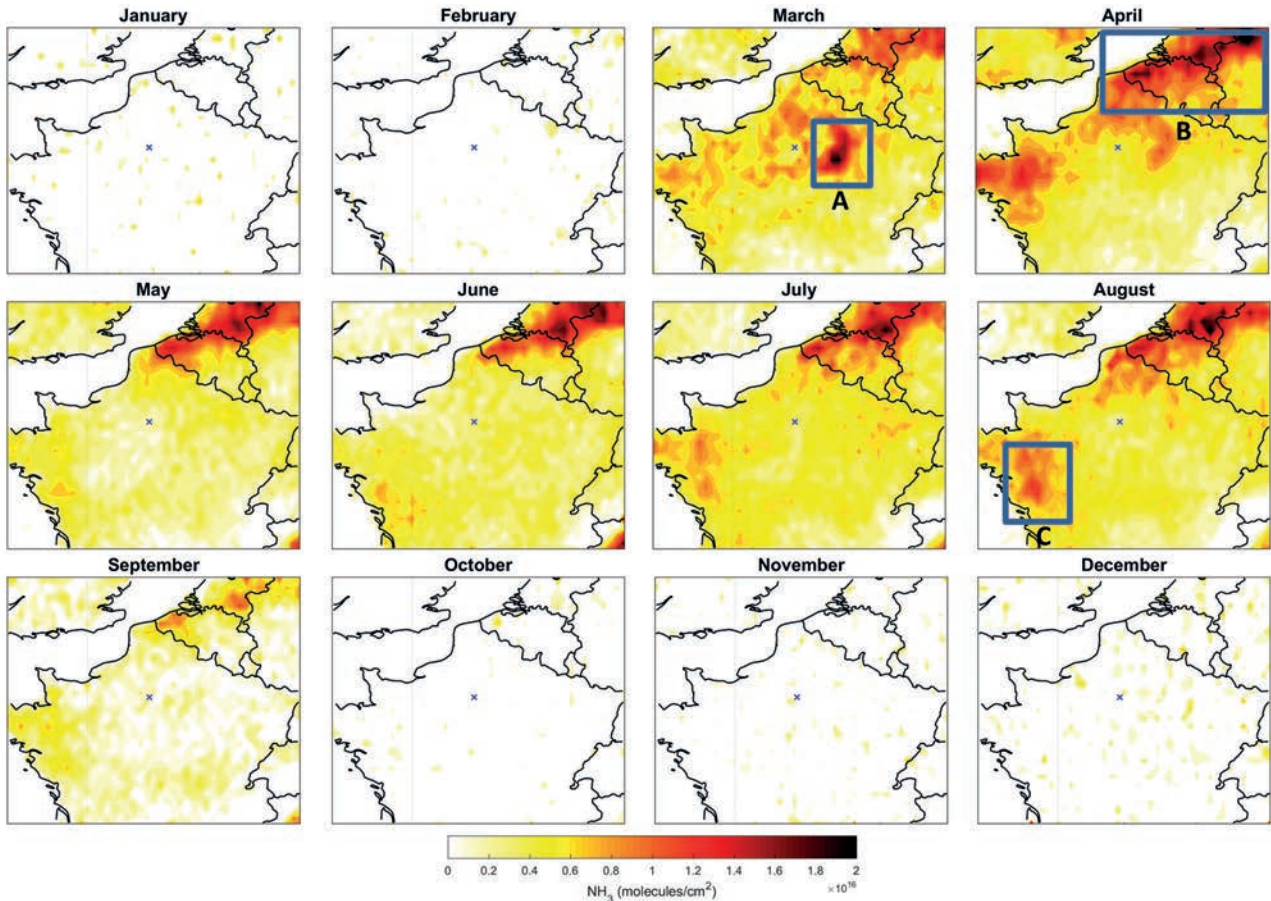 January February March April
A
B
May June July August
C
September October November December
0 0.2 0.4 0.6 0.8 1 1.2 1.4 1.6 1.8 2
NH₃ (molecules/cm²) ×10¹⁶